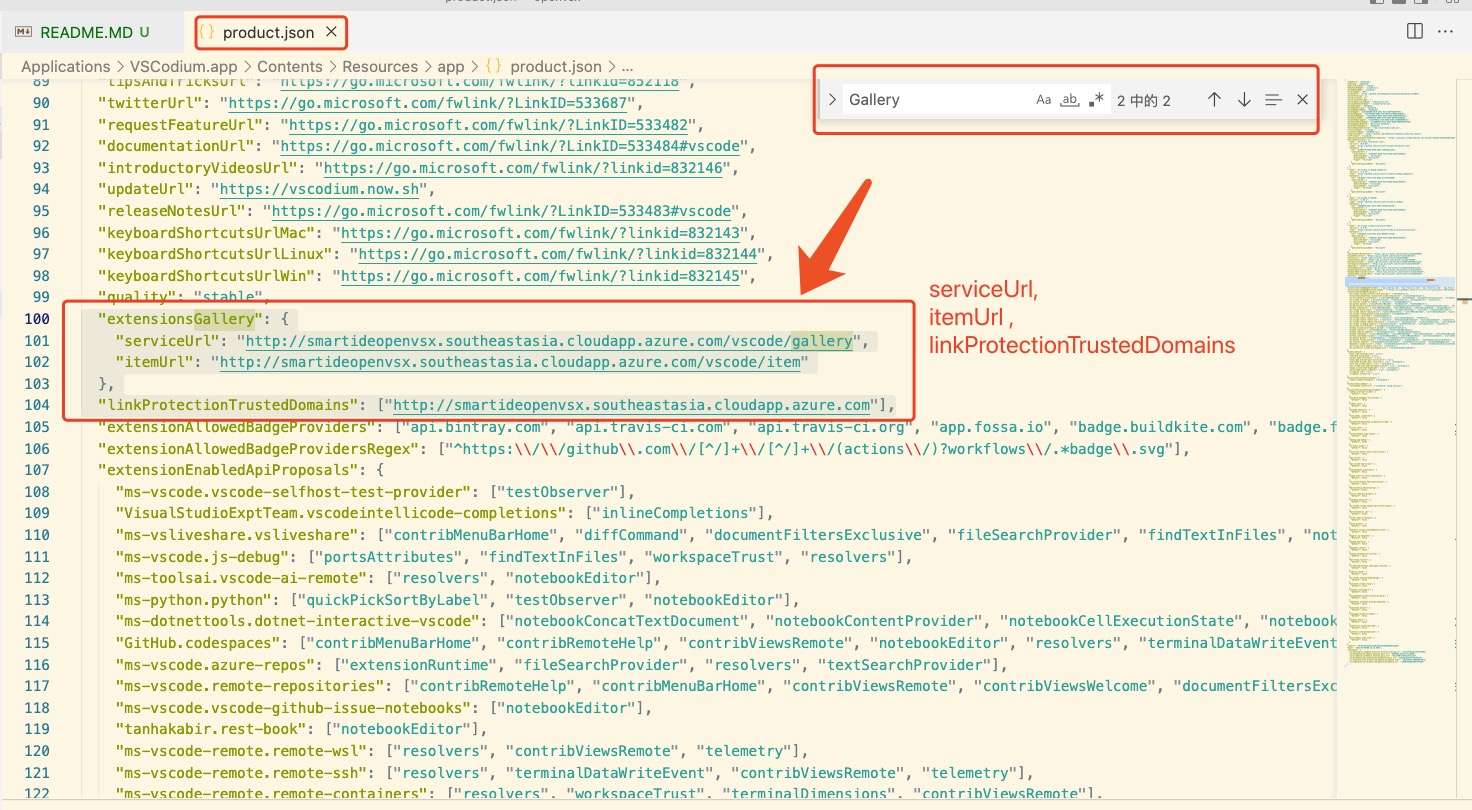 README.MD U
product.json
Applications > VSCodium.app > Contents > Resources > app > {} product.json > ...
Gallery Aa ab 2 中的 2
89 "tipsAndTricksUrl": "https://go.microsoft.com/fwlink/?linkid=852118",
90 "twitterUrl": "https://go.microsoft.com/fwlink/?LinkID=533687",
91 "requestFeatureUrl": "https://go.microsoft.com/fwlink/?LinkID=533482",
92 "documentationUrl": "https://go.microsoft.com/fwlink/?LinkID=533484#vscode",
93 "introductoryVideosUrl": "https://go.microsoft.com/fwlink/?linkid=832146",
94 "updateUrl": "https://vscodium.now.sh",
95 "releaseNotesUrl": "https://go.microsoft.com/fwlink/?LinkID=533483#vscode",
96 "keyboardShortcutsUrlMac": "https://go.microsoft.com/fwlink/?linkid=832143",
97 "keyboardShortcutsUrlLinux": "https://go.microsoft.com/fwlink/?linkid=832144",
98 "keyboardShortcutsUrlWin": "https://go.microsoft.com/fwlink/?linkid=832145",
99 "quality": "stable",
100 "extensionsGallery": {
101 "serviceUrl": "http://smartideopenvsx.southeastasia.cloudapp.azure.com/vscode/gallery",
102 "itemUrl": "http://smartideopenvsx.southeastasia.cloudapp.azure.com/vscode/item"
103 },
104 "linkProtectionTrustedDomains": ["http://smartideopenvsx.southeastasia.cloudapp.azure.com"],
serviceUrl,
itemUrl ,
linkProtectionTrustedDomains
105 "extensionAllowedBadgeProviders": ["api.bintray.com", "api.travis-ci.com", "api.travis-ci.org", "app.fossa.io", "badge.buildkite.com", "badge.f
106 "extensionAllowedBadgeProvidersRegex": ["^https:\\/\\/github\\.com\\/[^/]+\\/[^/]+\\/(actions\\/)?workflows\\/.*badge\\.svg"],
107 "extensionEnabledApiProposals": {
108 "ms-vscode.vscode-selfhost-test-provider": ["testObserver"],
109 "VisualStudioExptTeam.vscodeintellicode-completions": ["inlineCompletions"],
110 "ms-vsliveshare.vsliveshare": ["contribMenuBarHome", "diffCommand", "documentFiltersExclusive", "fileSearchProvider", "findTextInFiles", "not
111 "ms-vscode.js-debug": ["portsAttributes", "findTextInFiles", "workspaceTrust", "resolvers"],
112 "ms-toolsai.vscode-ai-remote": ["resolvers", "notebookEditor"],
113 "ms-python.python": ["quickPickSortByLabel", "testObserver", "notebookEditor"],
114 "ms-dotnettools.dotnet-interactive-vscode": ["notebookConcatTextDocument", "notebookContentProvider", "notebookCellExecutionState", "notebook
115 "GitHub.codespaces": ["contribMenuBarHome", "contribRemoteHelp", "contribViewsRemote", "notebookEditor", "resolvers", "terminalDataWriteEvent
116 "ms-vscode.azure-repos": ["extensionRuntime", "fileSearchProvider", "resolvers", "textSearchProvider"],
117 "ms-vscode.remote-repositories": ["contribRemoteHelp", "contribMenuBarHome", "contribViewsRemote", "contribViewsWelcome", "documentFiltersExc
118 "ms-vscode.vscode-github-issue-notebooks": ["notebookEditor"],
119 "tanhakabir.rest-book": ["notebookEditor"],
120 "ms-vscode-remote.remote-wsl": ["resolvers", "contribViewsRemote", "telemetry"],
121 "ms-vscode-remote.remote-ssh": ["resolvers", "terminalDataWriteEvent", "contribViewsRemote", "telemetry"],
122 "ms-vscode-remote.remote-containers": ["resolvers", "workspaceTrust", "terminalDimensions", "contribViewsRemote"],